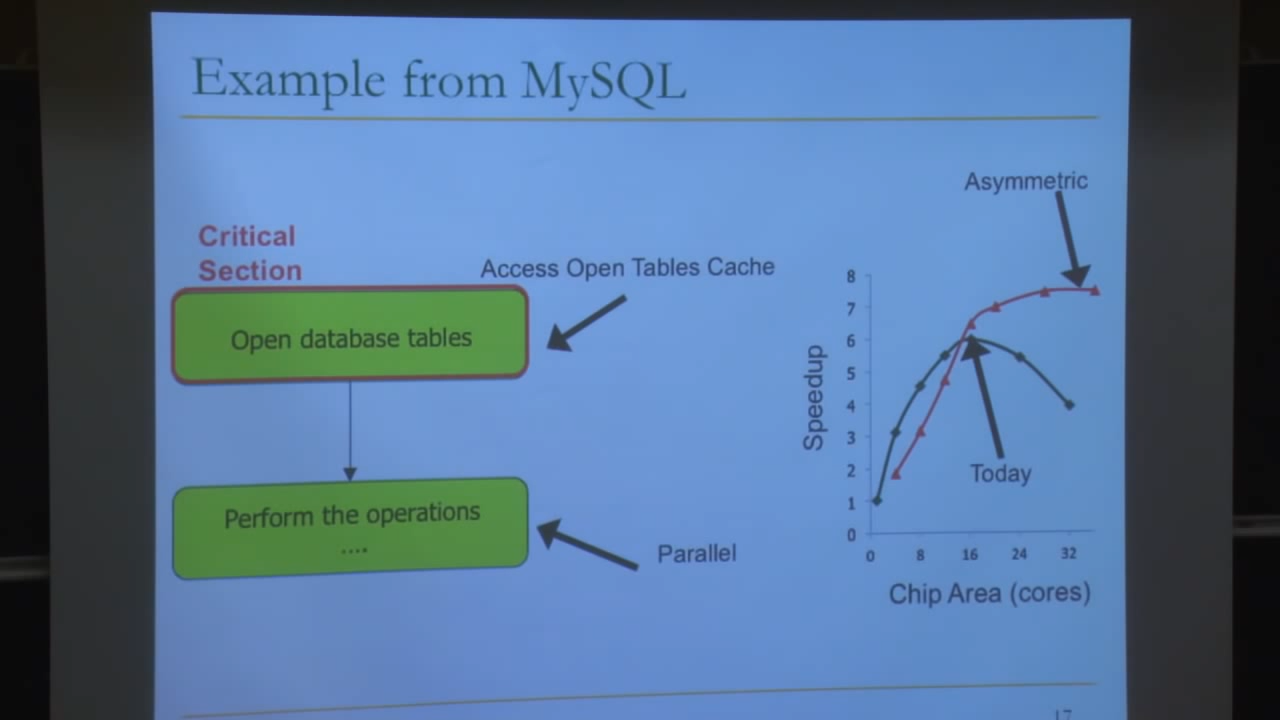 Example from MySQL
Critical
Section
Access Open Tables Cache
Open database tables
Perform the operations
....
Parallel
Asymmetric
8
7
6
5
4
3
2
1
0
Speedup
Today
0 8 16 24 32
Chip Area (cores)
17